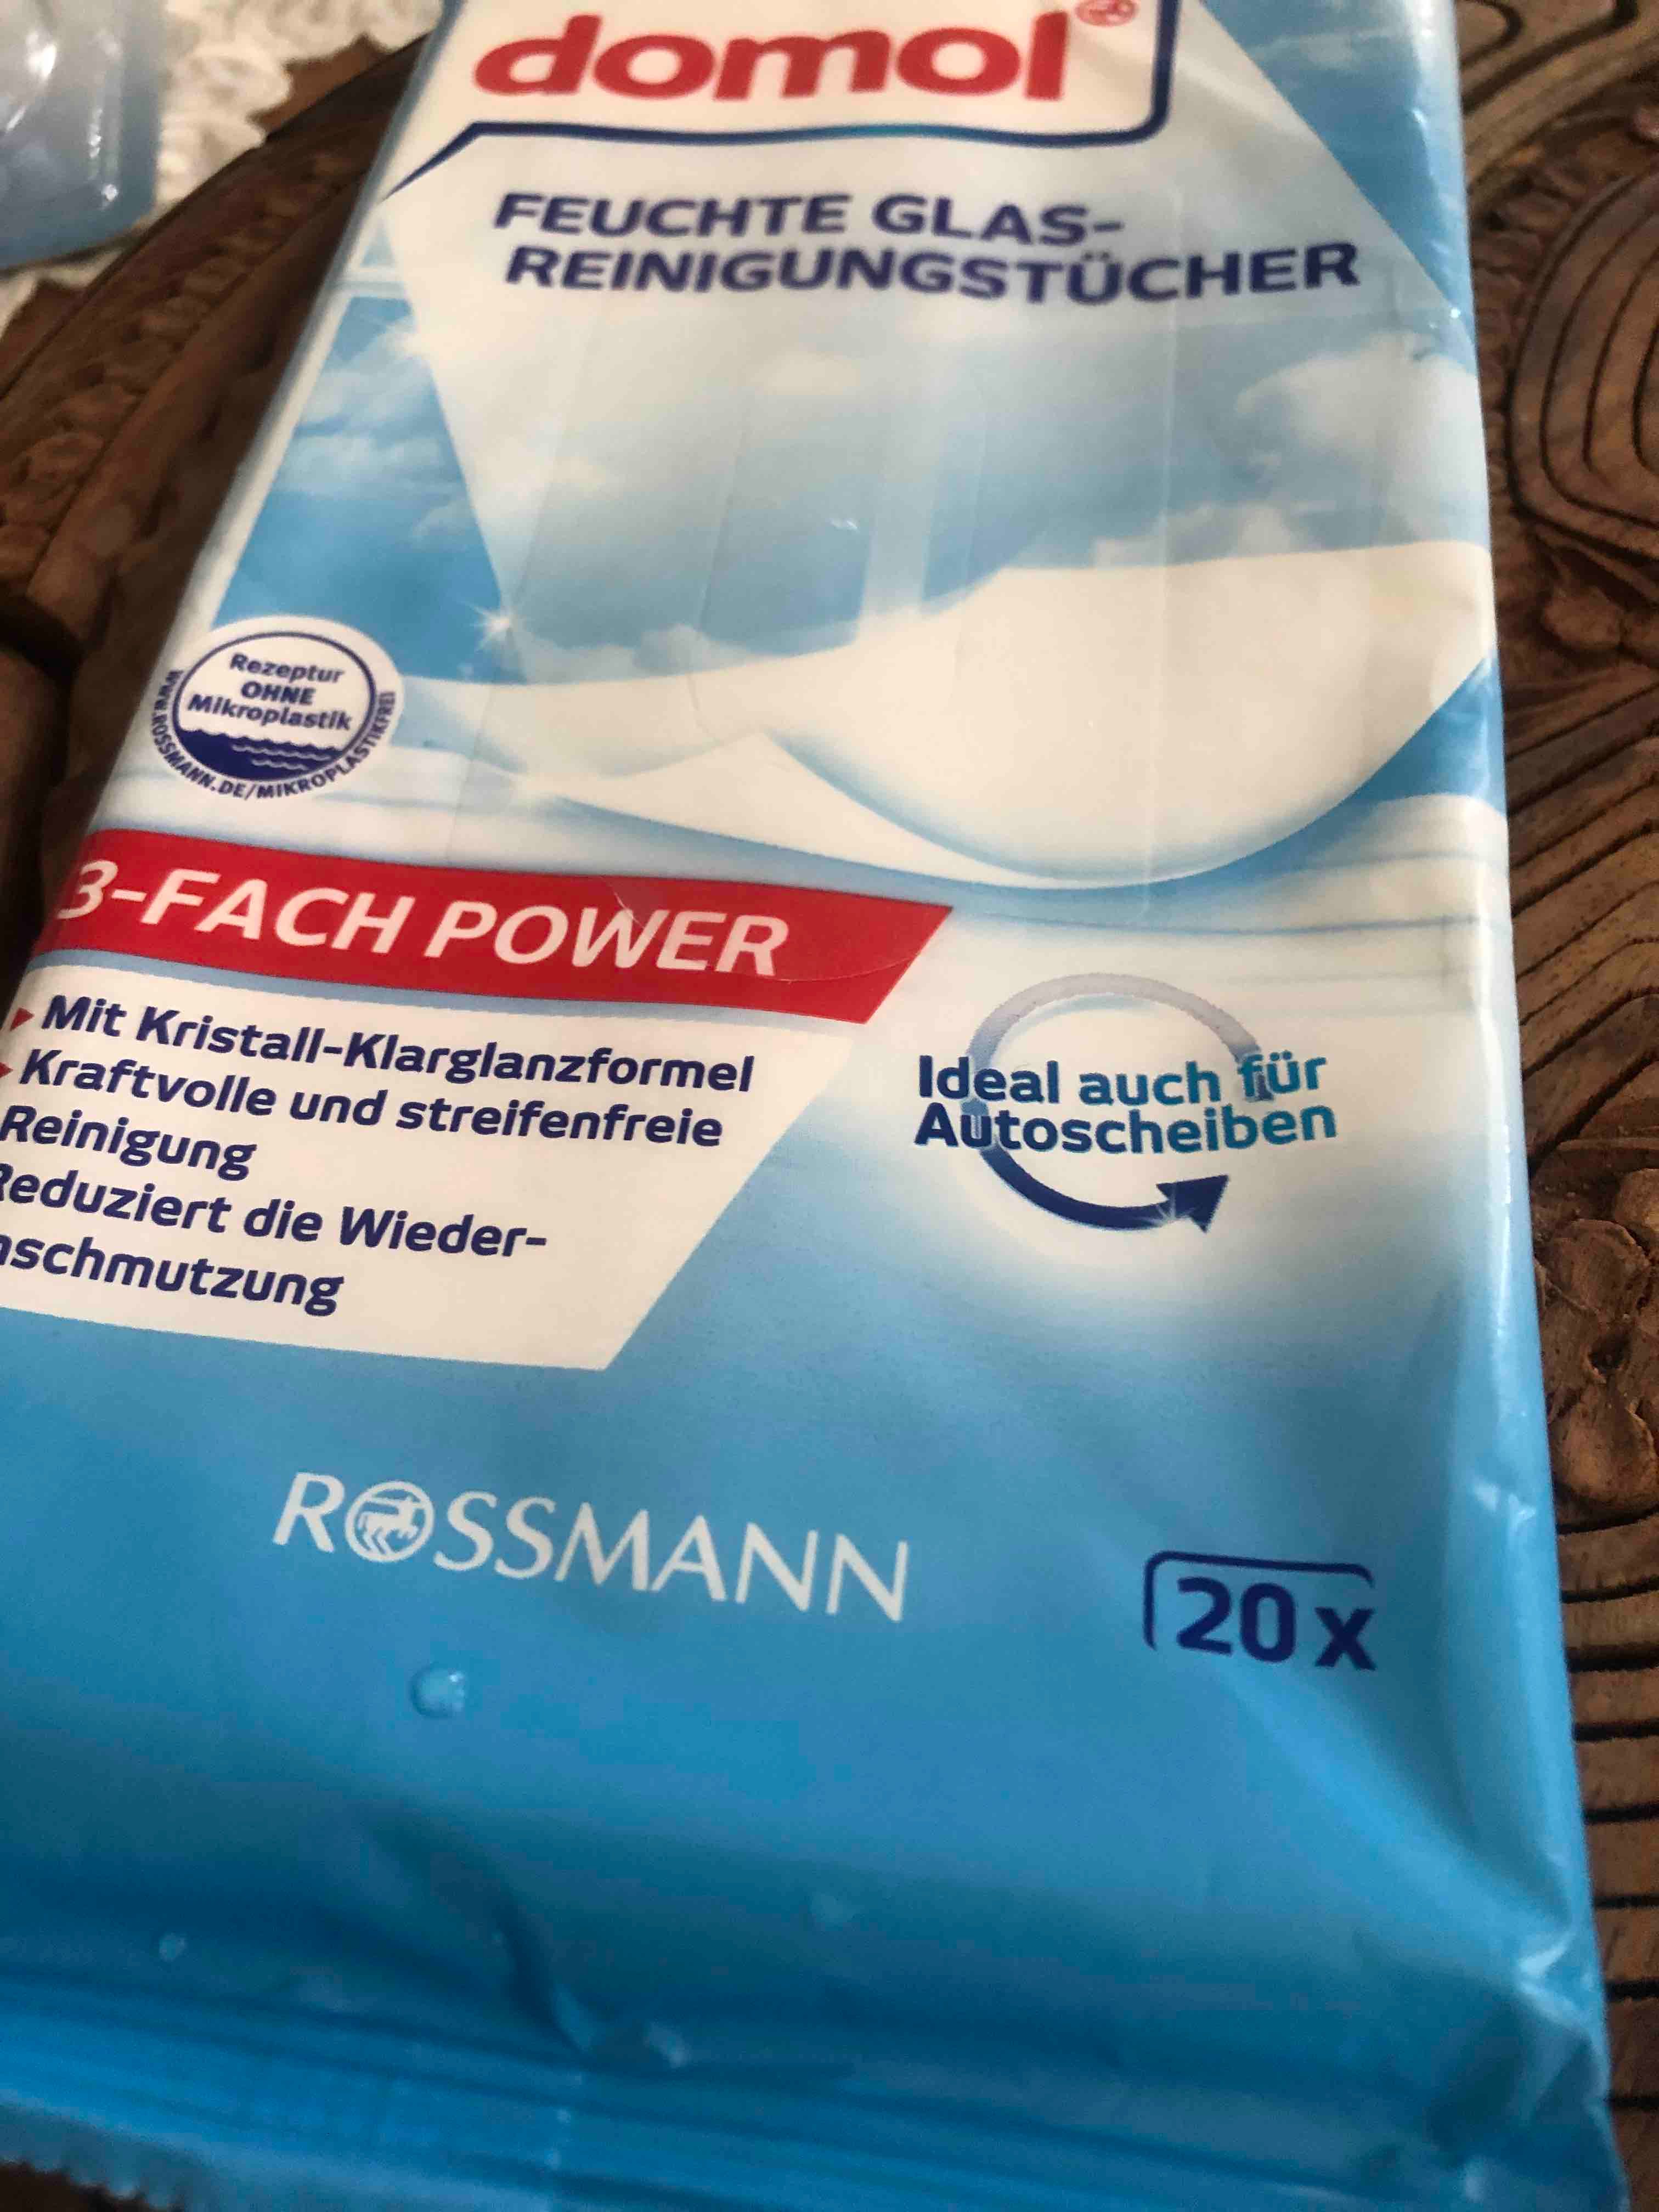 domol®
FEUCHTE GLAS-
REINIGUNGSTÜCHER
Rezeptur
OHNE
Mikroplastik
WWW.ROSSMANN.DE/MIKROPLASTIKFREI
3-FACH POWER
Mit Kristall-Klarglanzformel
Kraftvolle und streifenfreie
Reinigung
Reduziert die Wieder-
nschmutzung
Ideal auch für
Autoscheiben
ROSSMANN
20x